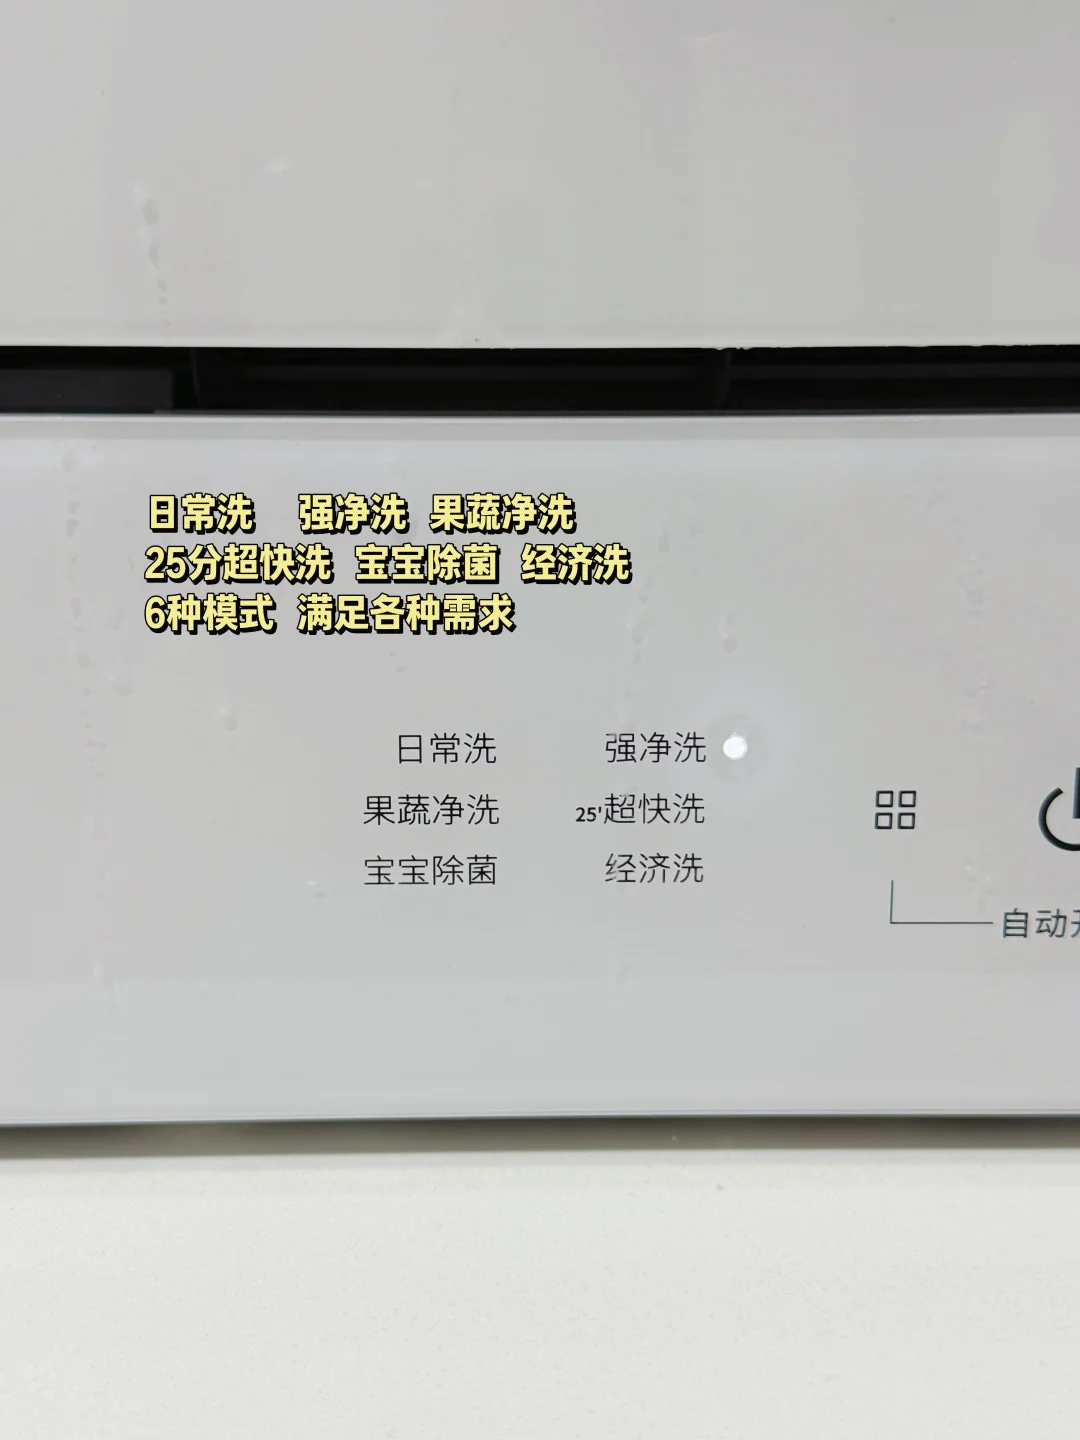 日常洗 强净洗 果蔬净洗
25分超快洗 宝宝除菌 经济洗
6种模式 满足各种需求
日常洗 强净洗
果蔬净洗 25'超快洗
宝宝除菌 经济洗
自动